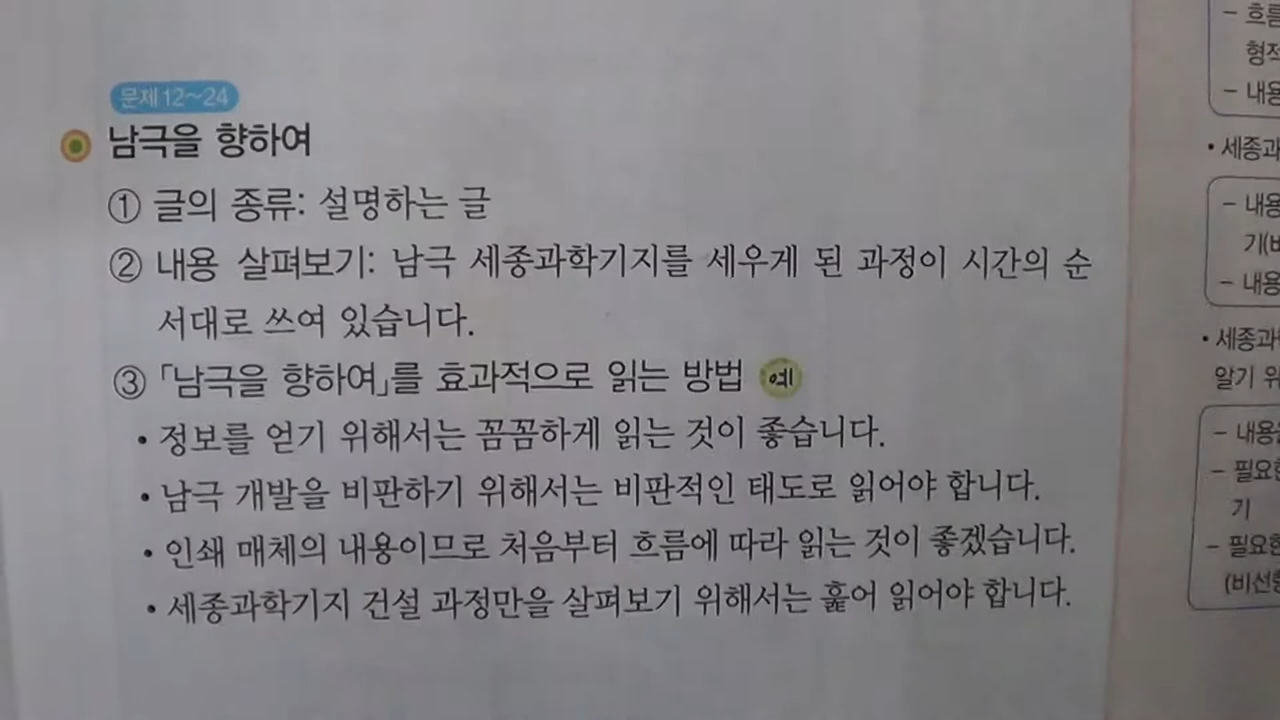 문제 12~24
남극을 향하여
① 글의 종류: 설명하는 글
② 내용 살펴보기: 남극 세종과학기지를 세우게 된 과정이 시간의 순
서대로 쓰여 있습니다.
③ 「남극을 향하여」를 효과적으로 읽는 방법 예
• 정보를 얻기 위해서는 꼼꼼하게 읽는 것이 좋습니다.
• 남극 개발을 비판하기 위해서는 비판적인 태도로 읽어야 합니다.
• 인쇄 매체의 내용이므로 처음부터 흐름에 따라 읽는 것이 좋겠습니다.
• 세종과학기지 건설 과정만을 살펴보기 위해서는 훑어 읽어야 합니다.
- 흐름
- 내용
• 세종과
- 내용
- 내용
• 세종과
알기 위
- 내용
- 필요한
기
- 필요한